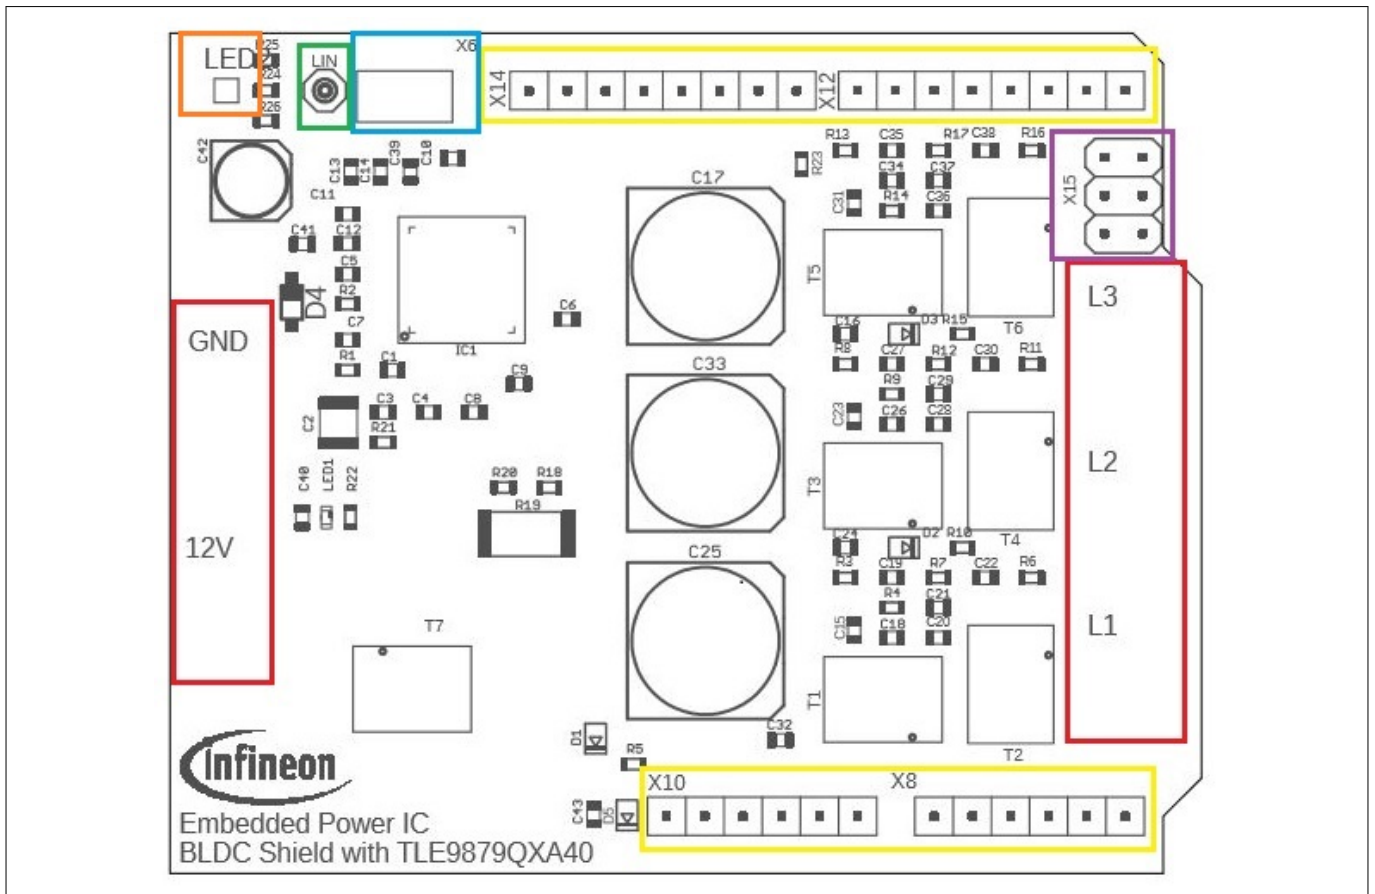 LED2
R25
R24
R26
LIN
X6
X14
X12
C42
C13
C14
C39
C10
C11
C41
C12
C5
R2
D4
C7
R1
C1
IC1
C6
C9
C2
C3
C4
C8
R21
C40
LED1
R22
R20
R18
R19
T7
GND
12V
C17
C33
C25
R13
C35
R17
C38
R16
R23
C34
C37
C31
R14
C36
X15
T5
T6
C16
D3
R15
R8
C27
R12
C30
R11
R9
C29
C23
C26
C28
T3
T4
C24
D2
R10
R3
C19
R7
C22
R6
R4
C21
C15
C18
C20
T1
T2
C32
L3
L2
L1
D1
R5
C43
D5
X10
X8
infineon
Embedded Power IC
BLDC Shield with TLE9879QXA40